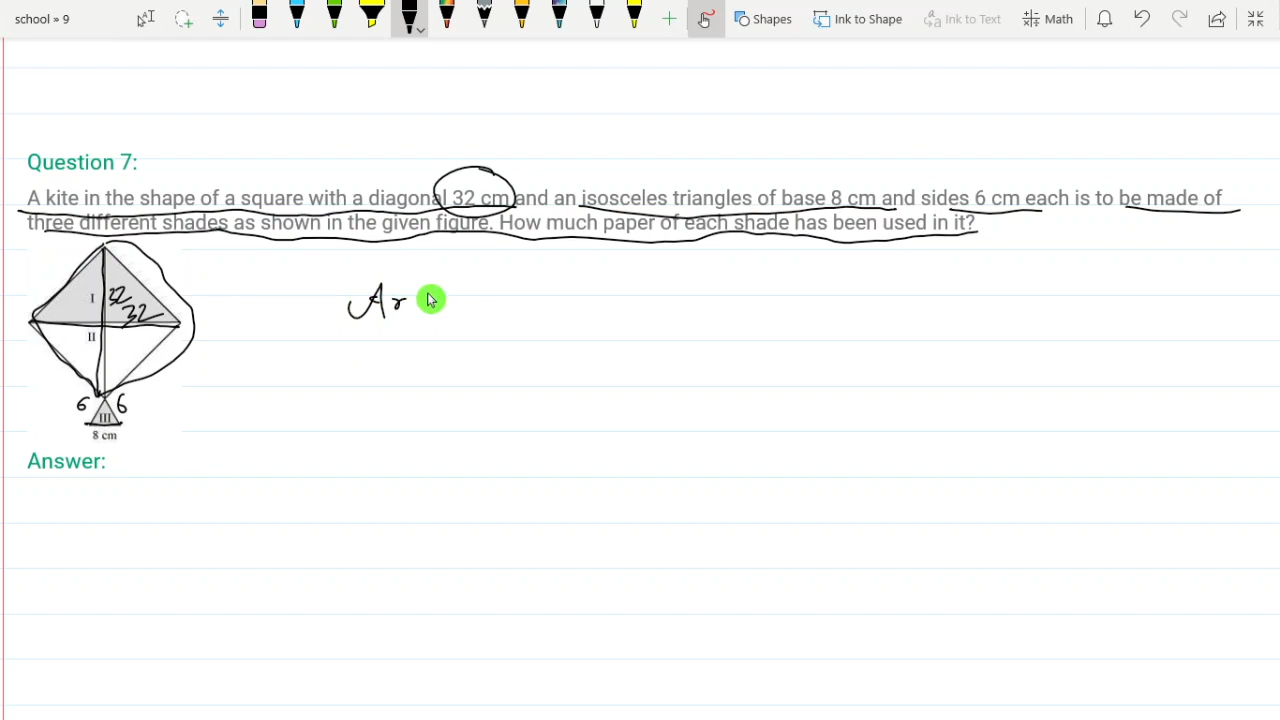 school » 9
Shapes
Ink to Shape
Ink to Text
Math
Question 7:
A kite in the shape of a square with a diagonal 32 cm and an isosceles triangles of base 8 cm and sides 6 cm each is to be made of
three different shades as shown in the given figure. How much paper of each shade has been used in it?
I
32
32
II
6
6
III
8 cm
Ar
Answer: